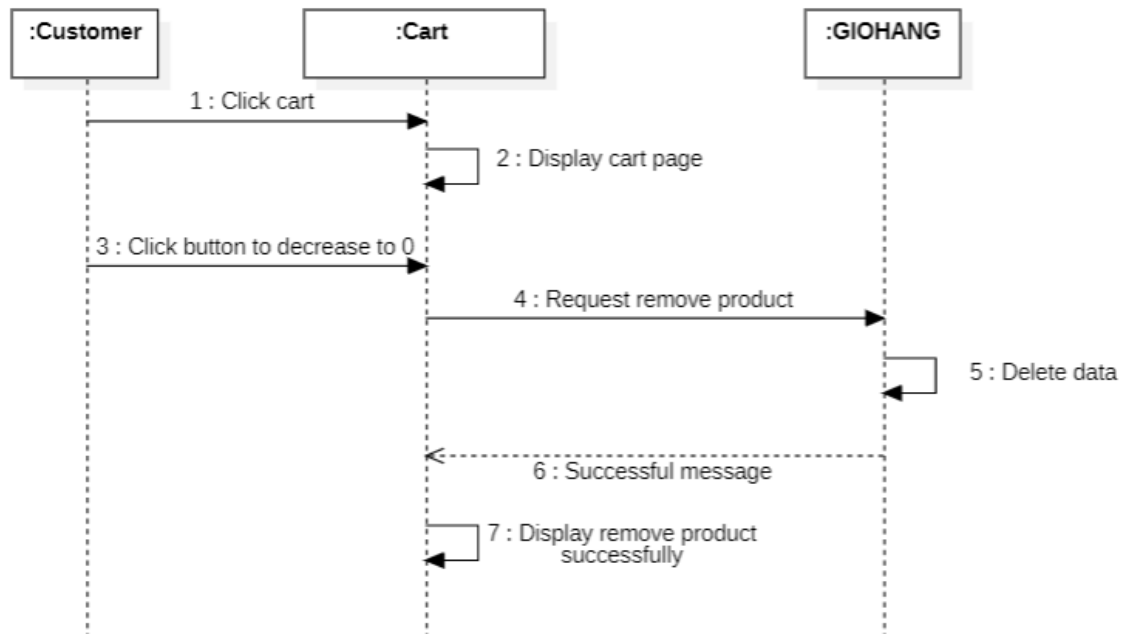 :Customer
:Cart
:GIOHANG
1 : Click cart
2 : Display cart page
3 : Click button to decrease to 0
4 : Request remove product
5 : Delete data
6 : Successful message
7 : Display remove product
successfully